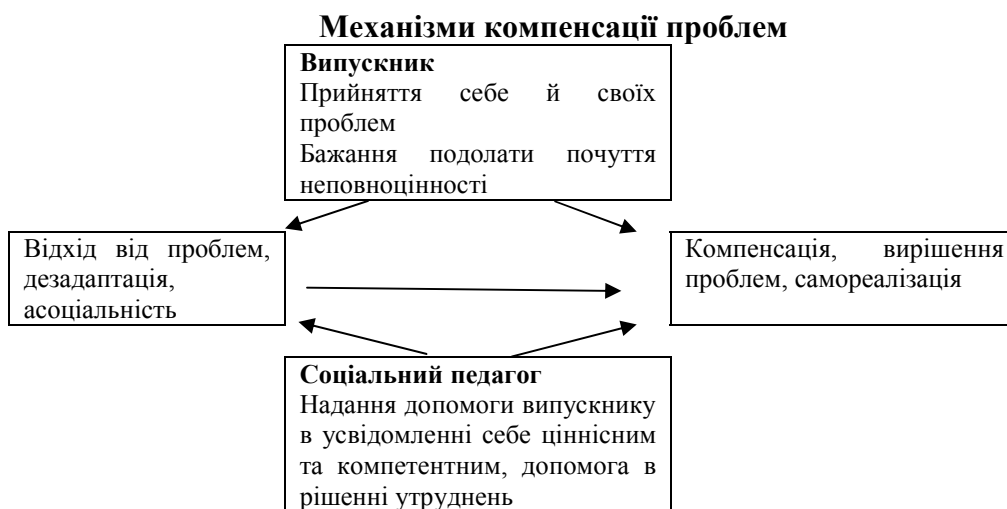 Механізми компенсації проблем
Випускник
Прийняття себе й своїх
проблем
Бажання подолати почуття
неповноцінності
Відхід від проблем,
дезадаптація,
асоціальність
Компенсація, вирішення
проблем, самореалізація
Соціальний педагог
Надання допомоги випускнику
в усвідомленні себе ціннісним
та компетентним, допомога в
рішенні утруднень